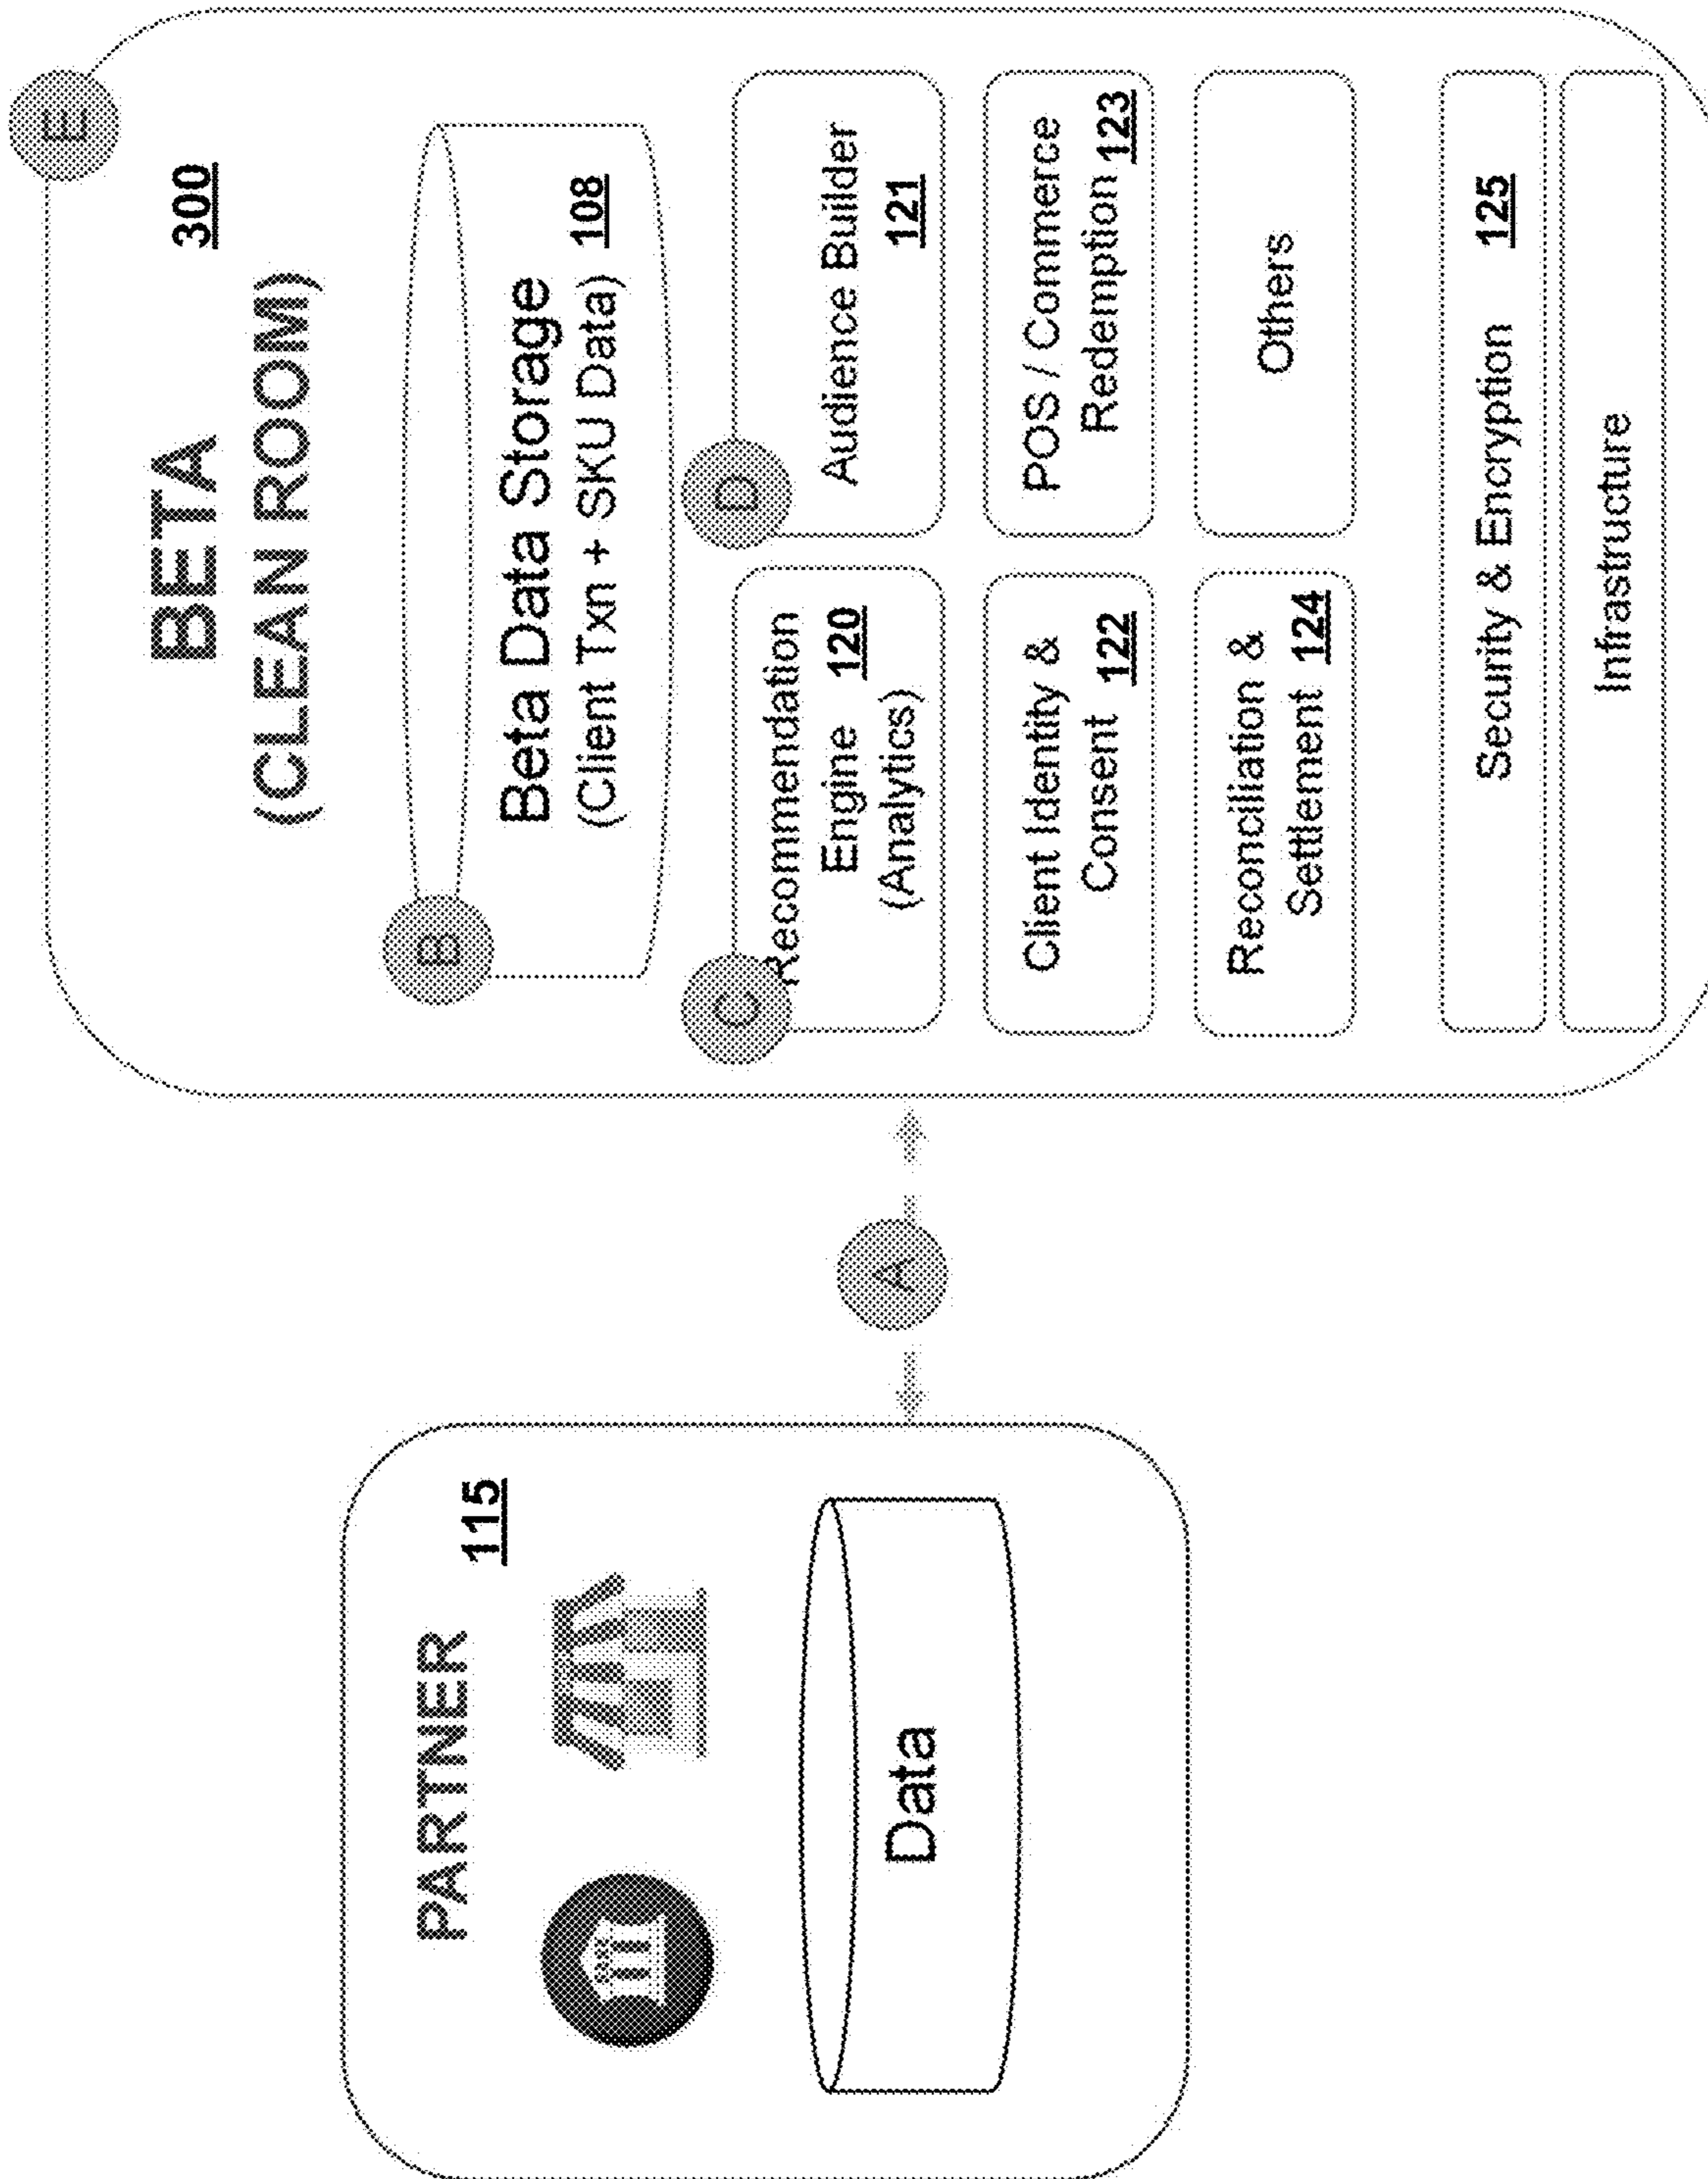 PARTNER
115
Data
A
E
BETA
300
(CLEAN ROOM)
B
Beta Data Storage
(Client Txn + SKU Data) 108
C
Recommendation
Engine 120
(Analytics)
D
Audience Builder
121
Client Identity &
Consent 122
POS / Commerce
Redemption 123
Reconciliation &
Settlement 124
Others
Security & Encryption 125
Infrastructure